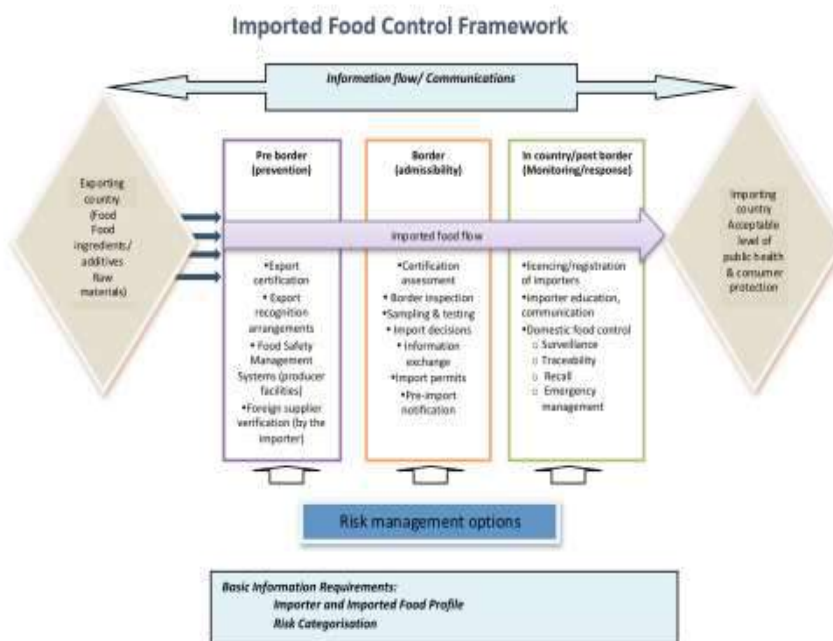 Imported Food Control Framework
Information flow/ Communications
Exporting
country
(Food
Food
ingredients/
additives
Raw
materials)
Pre border
(prevention)
Border
(admissibility)
In country/post border
(Monitoring/response)
Imported food flow
•Export
certification
• Export
recognition
arrangements
• Food Safety
Management
Systems (producer
facilities)
•Foreign supplier
verification (by the
importer)
•Certification
assessment
• Border inspection
•Sampling & testing
• Import decisions
• Information
exchange
•Import permits
•Pre-import
notification
•licencing/registration
of importers
•Importer education,
communication
•Domestic food control
o Surveillance
o Traceability
o Recall
o Emergency
management
Importing
country
Acceptable
level of
public health
& consumer
protection
Risk management options
Basic Information Requirements:
Importer and Imported Food Profile
Risk Categorisation